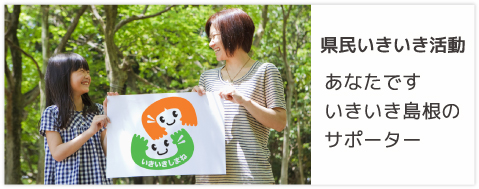 県民いきいき活動
あなたです
いきいき島根の
サポーター
いきいきしまね